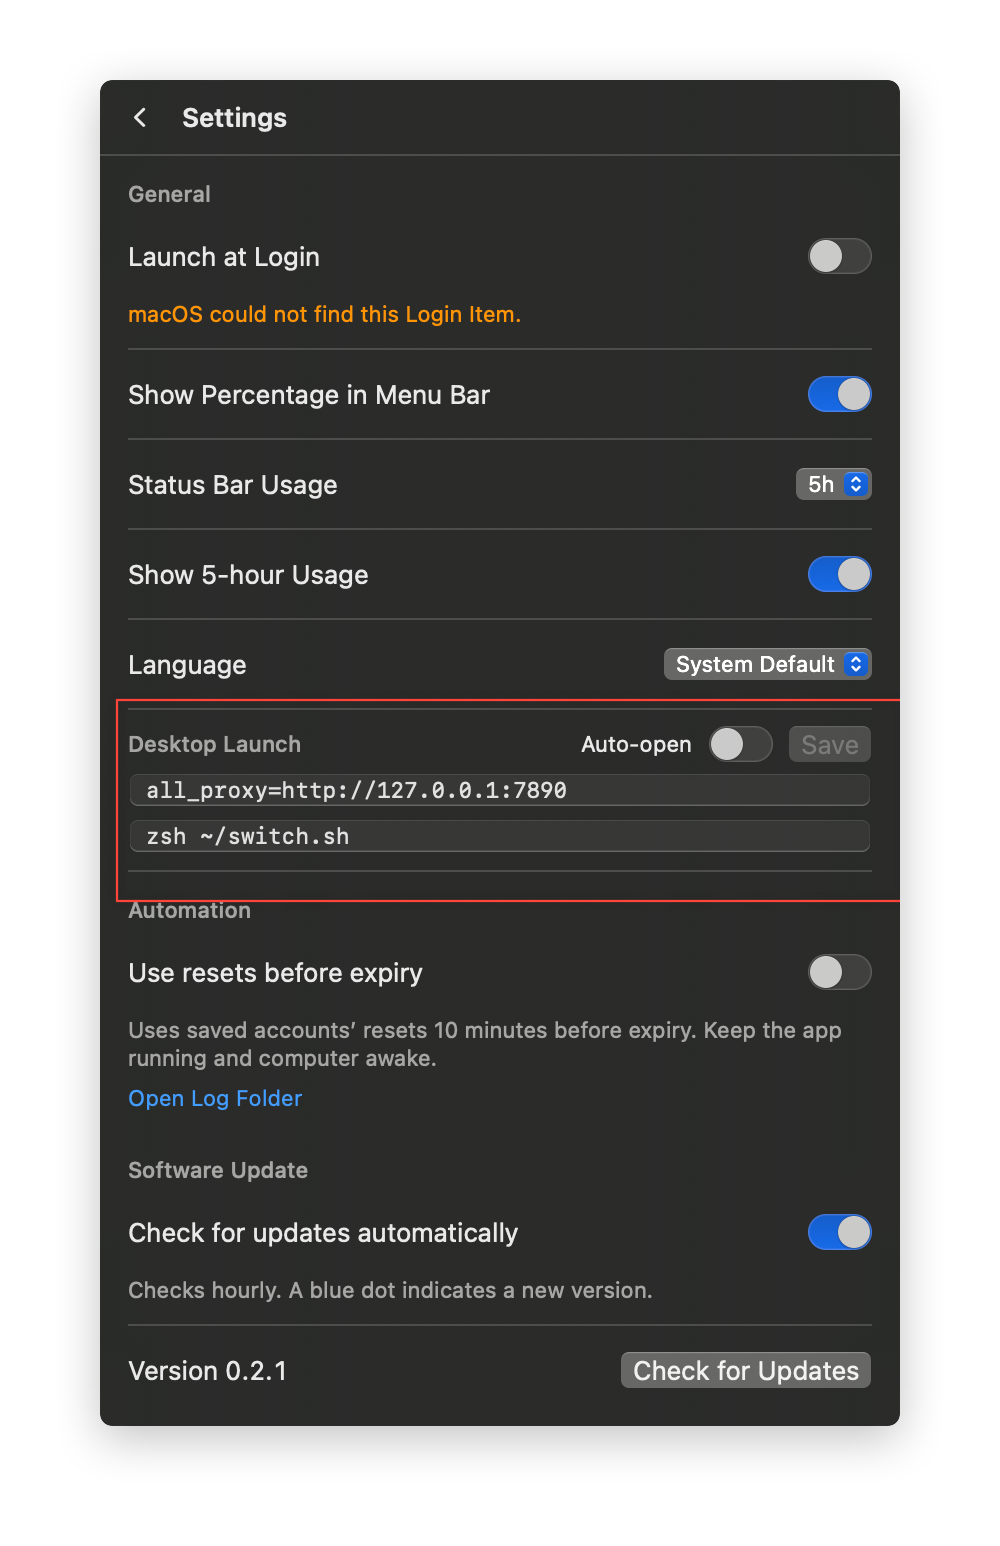 Settings
General
Launch at Login
macOS could not find this Login Item.
Show Percentage in Menu Bar
Status Bar Usage
5h
Show 5-hour Usage
Language
System Default
Desktop Launch
Auto-open
Save
all_proxy=http://127.0.0.1:7890
zsh ~/switch.sh
Automation
Use resets before expiry
Uses saved accounts’ resets 10 minutes before expiry. Keep the app
running and computer awake.
Open Log Folder
Software Update
Check for updates automatically
Checks hourly. A blue dot indicates a new version.
Version 0.2.1
Check for Updates